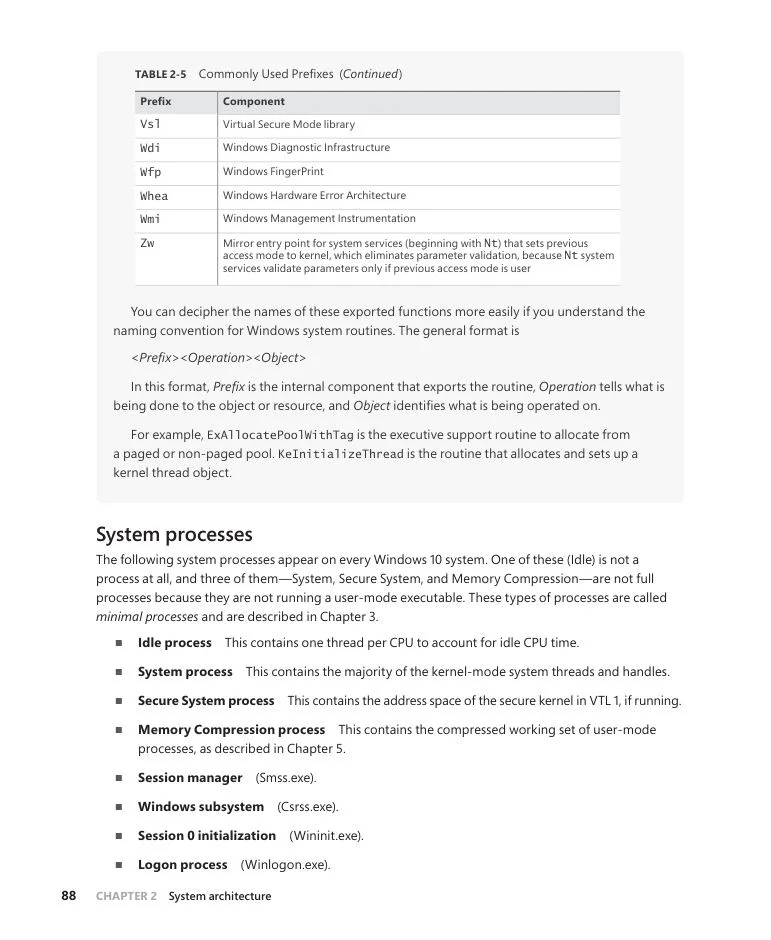 TABLE 2-5 Commonly Used Prefixes (Continued)
Prefix Component
Vsl Virtual Secure Mode library
Wdi Windows Diagnostic Infrastructure
Wfp Windows FingerPrint
Whea Windows Hardware Error Architecture
Wmi Windows Management Instrumentation
Zw Mirror entry point for system services (beginning with Nt) that sets previous
access mode to kernel, which eliminates parameter validation, because Nt system
services validate parameters only if previous access mode is user
You can decipher the names of these exported functions more easily if you understand the
naming convention for Windows system routines. The general format is
<Prefix><Operation><Object>
In this format, Prefix is the internal component that exports the routine, Operation tells what is
being done to the object or resource, and Object identifies what is being operated on.
For example, ExAllocatePoolWithTag is the executive support routine to allocate from
a paged or non-paged pool. KeInitializeThread is the routine that allocates and sets up a
kernel thread object.
System processes
The following system processes appear on every Windows 10 system. One of these (Idle) is not a
process at all, and three of them—System, Secure System, and Memory Compression—are not full
processes because they are not running a user-mode executable. These types of processes are called
minimal processes and are described in Chapter 3.
■ Idle process This contains one thread per CPU to account for idle CPU time.
■ System process This contains the majority of the kernel-mode system threads and handles.
■ Secure System process This contains the address space of the secure kernel in VTL 1, if running.
■ Memory Compression process This contains the compressed working set of user-mode
processes, as described in Chapter 5.
■ Session manager (Smss.exe).
■ Windows subsystem (Csrss.exe).
■ Session 0 initialization (Wininit.exe).
■ Logon process (Winlogon.exe).
88 CHAPTER 2 System architecture